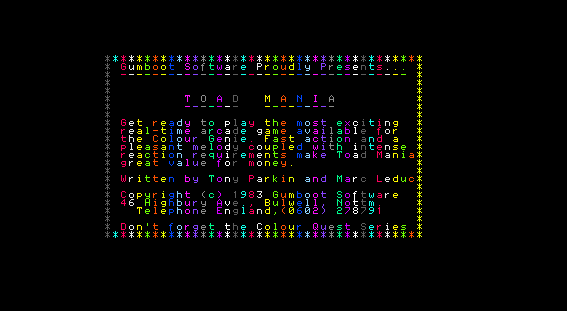 ***************************************
Gumboot Software Proudly Presents...
T O A D   M A N I A
Get ready to play the most exciting
real-time arcade game available for
the Colour Genie. Fast action and a
pleasant melody coupled with intense
reaction requirements make Toad Mania
great value for money.
Written by Tony Parkin and Marc Leduc
Copyright (c) 1983 Gumboot Software
46 Highbury Ave, Bulwell, Nottm
Telephone England,(0602) 278791
Don't forget the Colour Quest Series
***************************************